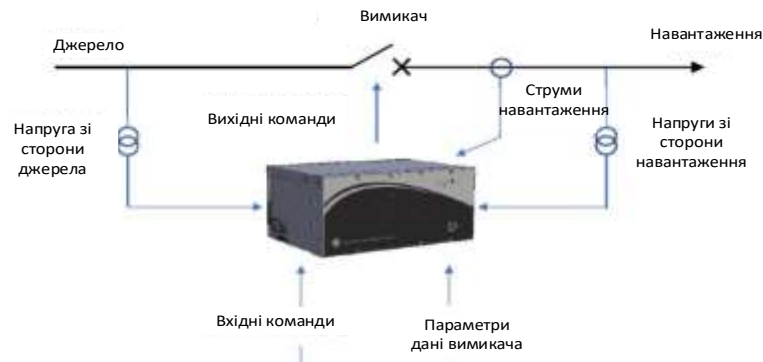 Вимикач
Джерело
Навантаження
Струми
навантаження
Вихідні команди
Напруга зі
сторони
джерела
Напруги зі
сторони
навантаження
Вхідні команди
Параметри
дані вимикача